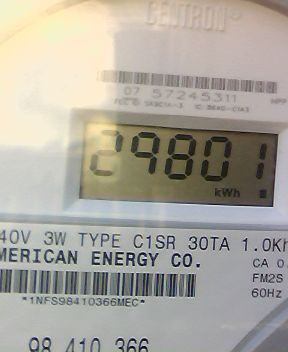 CENTRON
07 57245311
29801
kWh
40V 3W TYPE C1SR 30TA 1.0Kh
MERICAN ENERGY CO.
CA 0.
FM2S
*1NFS98410366MEC*
60Hz
98 410 366